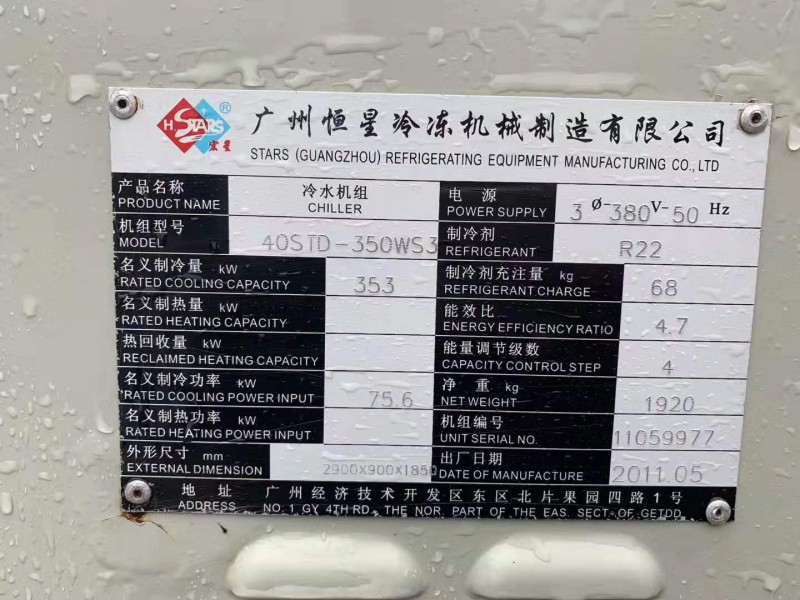 HSTARS
®
宏星
广州恒星冷冻机械制造有限公司
STARS (GUANGZHOU) REFRIGERATING EQUIPMENT MANUFACTURING CO., LTD
产品名称 冷水机组 电 源 3 Ø-380V-50 Hz
PRODUCT NAME CHILLER POWER SUPPLY
机组型号 40STD-350WS3 制冷剂 R22
MODEL REFRIGERANT
名义制冷量 kW 353 制冷剂充注量 kg 68
RATED COOLING CAPACITY REFRIGERANT CHARGE
名义制热量 kW 能效比 4.7
RATED HEATING CAPACITY ENERGY EFFICIENCY RATIO
热回收量 kW 能量调节级数 4
RECLAIMED HEATING CAPACITY CAPACITY CONTROL STEP
名义制冷功率 kW 75.6 净 重 kg 1920
RATED COOLING POWER INPUT NET WEIGHT
名义制热功率 kW 机组编号 11059977
RATED HEATING POWER INPUT UNIT SERIAL NO.
外形尺寸 mm 2900X900X1850 出厂日期 2011.05
EXTERNAL DIMENSION DATE OF MANUFACTURE
地 址 广州经济技术开发区东区北片果园四路1号
ADDRESS NO.1 GY 4TH RD., THE NOR. PART OF THE EAS. SECT. OF GETDD